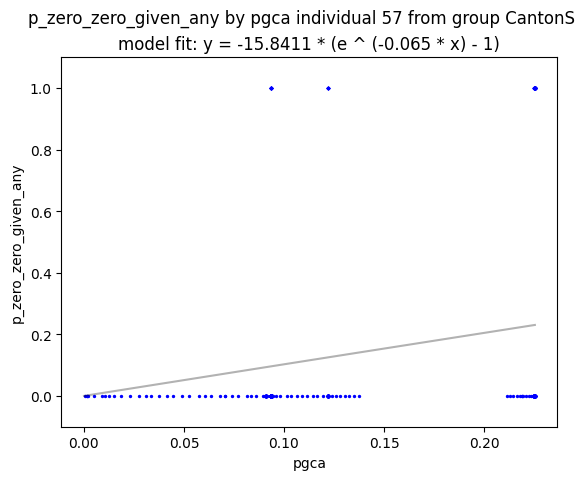 p_zero_zero_given_any by pgca individual 57 from group CantonS
model fit: y = -15.8411 * (e ^ (-0.065 * x) - 1)
1.0
0.8
0.6
0.4
0.2
0.0
p_zero_zero_given_any
0.00 0.05 0.10 0.15 0.20
pgca